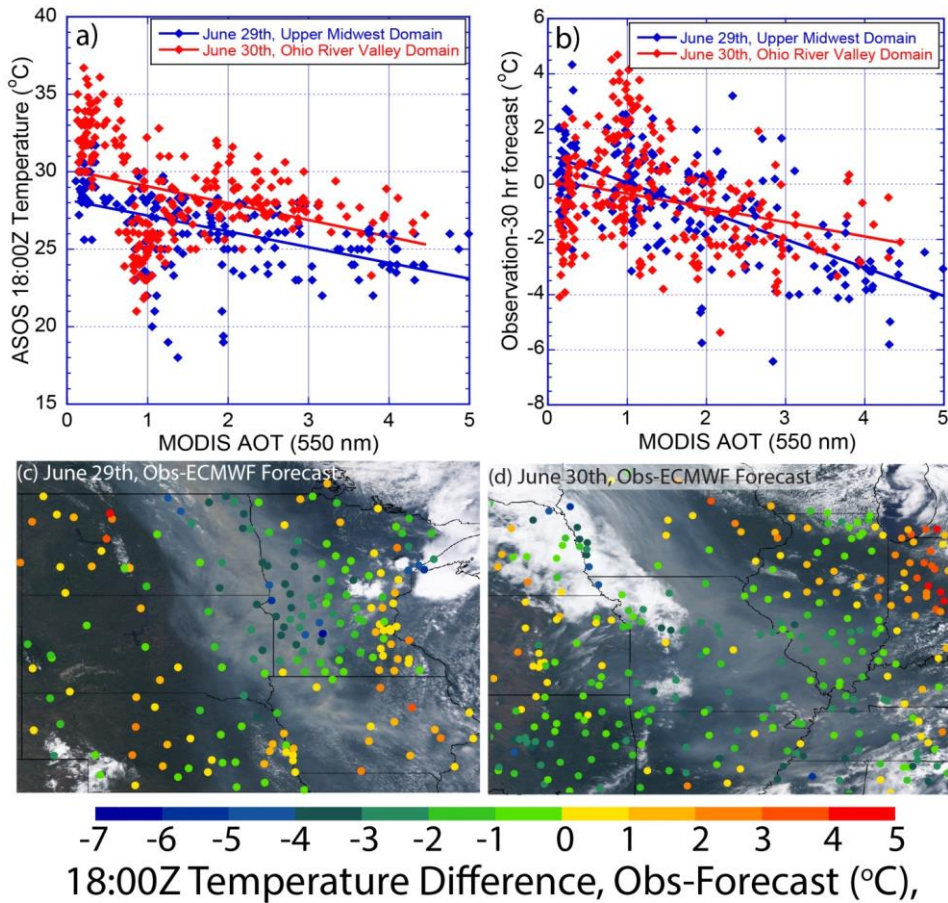 a)
June 29th, Upper Midwest Domain
June 30th, Ohio River Valley Domain
ASOS 18:00Z Temperature (°C)
40
35
30
25
20
15
0 1 2 3 4 5
MODIS AOT (550 nm)
b)
June 29th, Upper Midwest Domain
June 30th, Ohio River Valley Domain
Observation-30 hr forecast (°C)
6
4
2
0
-2
-4
-6
-8
0 1 2 3 4 5
MODIS AOT (550 nm)
(c) June 29th, Obs-ECMWF Forecast
(d) June 30th, Obs-ECMWF Forecast
-7 -6 -5 -4 -3 -2 -1 0 1 2 3 4 5
18:00Z Temperature Difference, Obs-Forecast (°C),